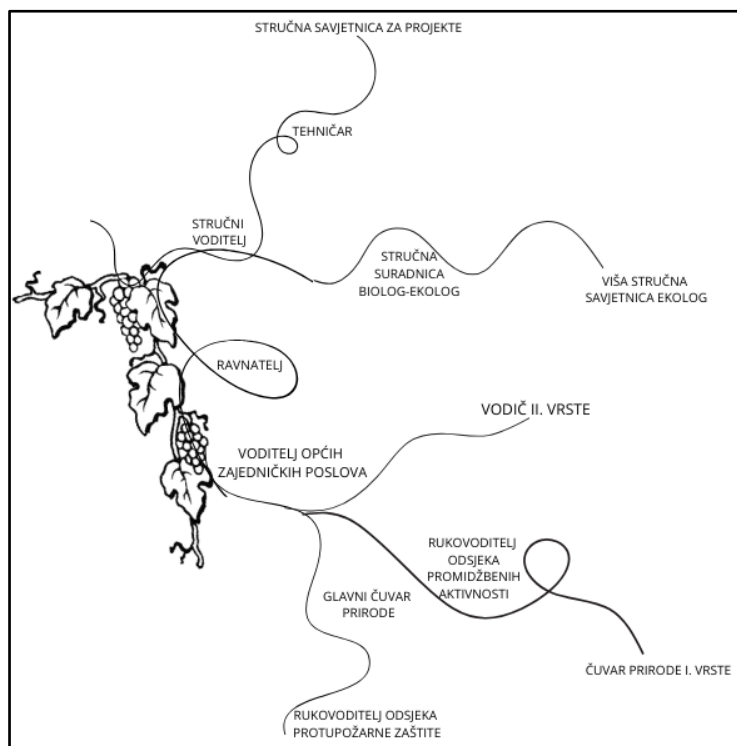 STRUČNA SAVJETNICA ZA PROJEKTE
TEHNIČAR
STRUČNI
VODITELJ
STRUČNA
SURADNICA
BIOLOG-EKOLOG
VIŠA STRUČNA
SAVJETNICA EKOLOG
RAVNATELJ
VODIČ II. VRSTE
VODITELJ OPĆIH
ZAJEDNIČKIH POSLOVA
RUKOVODITELJ
ODSJEKA
PROMIDŽBENIH
AKTIVNOSTI
GLAVNI ČUVAR
PRIRODE
ČUVAR PRIRODE I. VRSTE
RUKOVODITELJ ODSJEKA
PROTUPOŽARNE ZAŠTITE